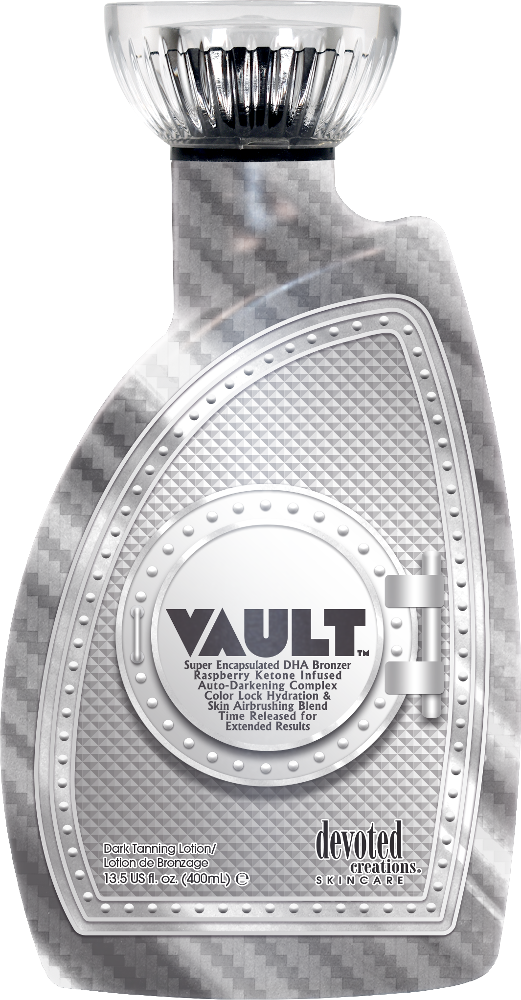 VAULT™
Super Encapsulated DHA Bronzer
Raspberry Ketone Infused
Auto-Darkening Complex
Color Lock Hydration &
Skin Airbrushing Blend
Time Released for
Extended Results
Dark Tanning Lotion/
Lotion de Bronzage
13.5 US fl. oz. (400mL) ℮
devoted
creations®
SKINCARE